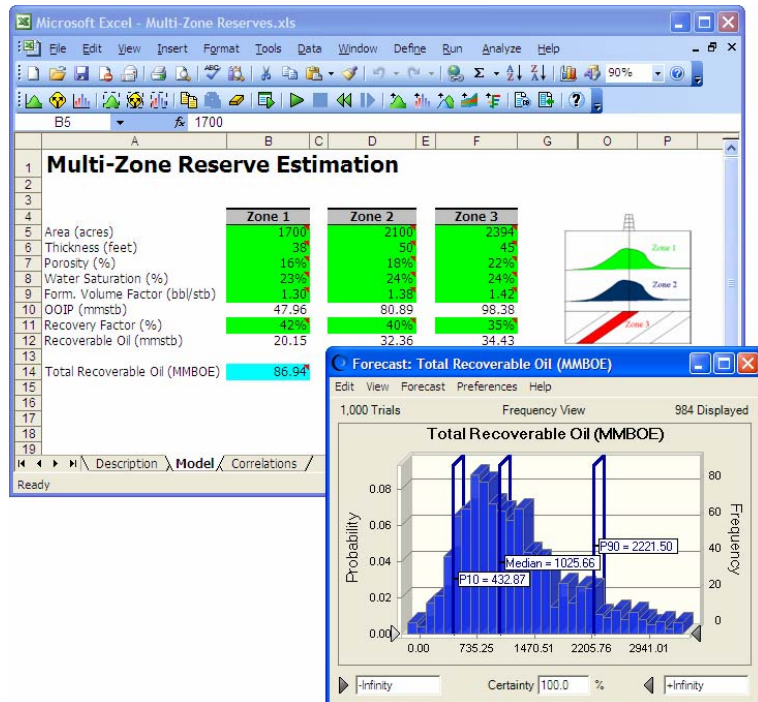 Microsoft Excel - Multi-Zone Reserves.xls
File Edit View Insert Format Tools Data Window Define Run Analyze Help
90%
B5 fx 1700
A B C D E F G O P
1 Multi-Zone Reserve Estimation
2
3
4 Zone 1 Zone 2 Zone 3
5 Area (acres) 1700 2100 2394
6 Thickness (feet) 38 50 45
7 Porosity (%) 16% 18% 22%
8 Water Saturation (%) 23% 24% 24%
9 Form. Volume Factor (bbl/stb) 1.30 1.38 1.42
10 OOIP (mmstb) 47.96 80.89 98.38
11 Recovery Factor (%) 42% 40% 35%
12 Recoverable Oil (mmstb) 20.15 32.36 34.43
13
14 Total Recoverable Oil (MMBOE) 86.94
15
16
17
18
19
Zone 1
Zone 2
Zone 3
Description Model Correlations
Ready
Forecast: Total Recoverable Oil (MMBOE)
Edit View Forecast Preferences Help
1,000 Trials Frequency View 984 Displayed
Total Recoverable Oil (MMBOE)
Probability
0.08
0.06
0.04
0.02
0.00
80
60
40
20
0
Frequency
P90 = 2221.50
Median = 1025.66
P10 = 432.87
0.00 735.25 1470.51 2205.76 2941.01
-Infinity Certainty 100.0 % +Infinity